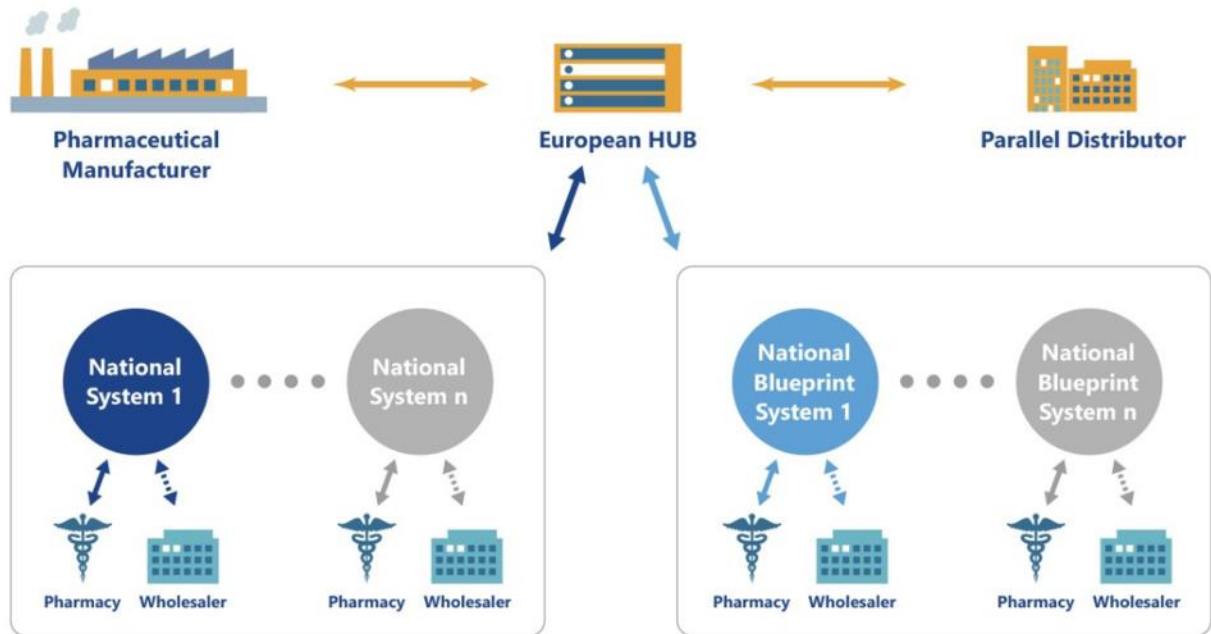 Pharmaceutical
Manufacturer
European HUB
Parallel Distributor
National
System 1
National
System n
National
Blueprint
System 1
National
Blueprint
System n
Pharmacy
Wholesaler
Pharmacy
Wholesaler
Pharmacy
Wholesaler
Pharmacy
Wholesaler